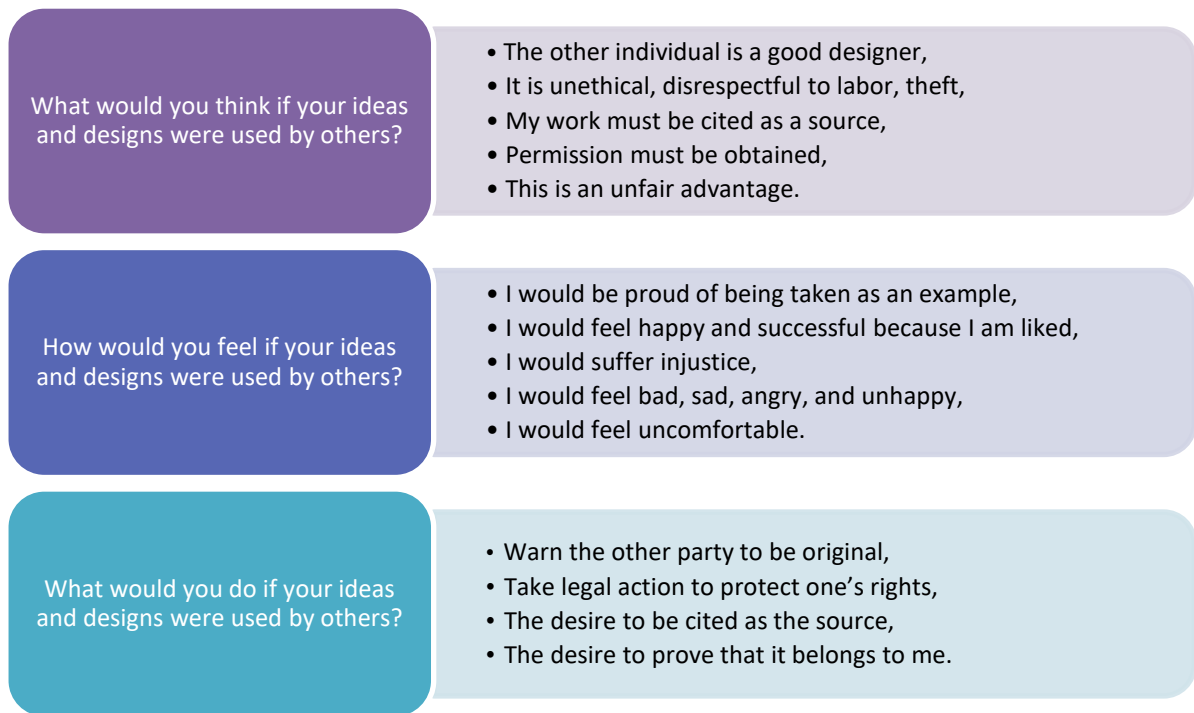 What would you think if your ideas
and designs were used by others?
• The other individual is a good designer,
• It is unethical, disrespectful to labor, theft,
• My work must be cited as a source,
• Permission must be obtained,
• This is an unfair advantage.
How would you feel if your ideas
and designs were used by others?
• I would be proud of being taken as an example,
• I would feel happy and successful because I am liked,
• I would suffer injustice,
• I would feel bad, sad, angry, and unhappy,
• I would feel uncomfortable.
What would you do if your ideas
and designs were used by others?
• Warn the other party to be original,
• Take legal action to protect one’s rights,
• The desire to be cited as the source,
• The desire to prove that it belongs to me.